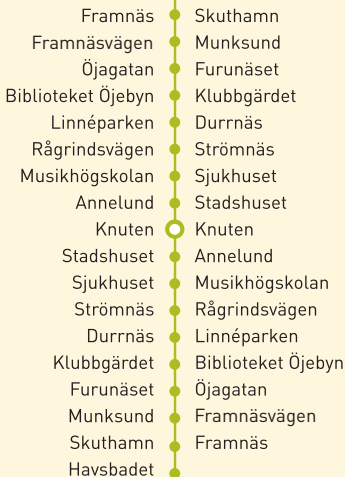 Framnäs Skuthamn
Framnäsvägen Munksund
Öjagatan Furunäset
Biblioteket Öjebyn Klubbgärdet
Linnéparken Durrnäs
Rågrindsvägen Strömnäs
Musikhögskolan Sjukhuset
Annelund Stadshuset
Knuten Knuten
Stadshuset Annelund
Sjukhuset Musikhögskolan
Strömnäs Rågrindsvägen
Durrnäs Linnéparken
Klubbgärdet Biblioteket Öjebyn
Furunäset Öjagatan
Munksund Framnäsvägen
Skuthamn Framnäs
Havsbadet